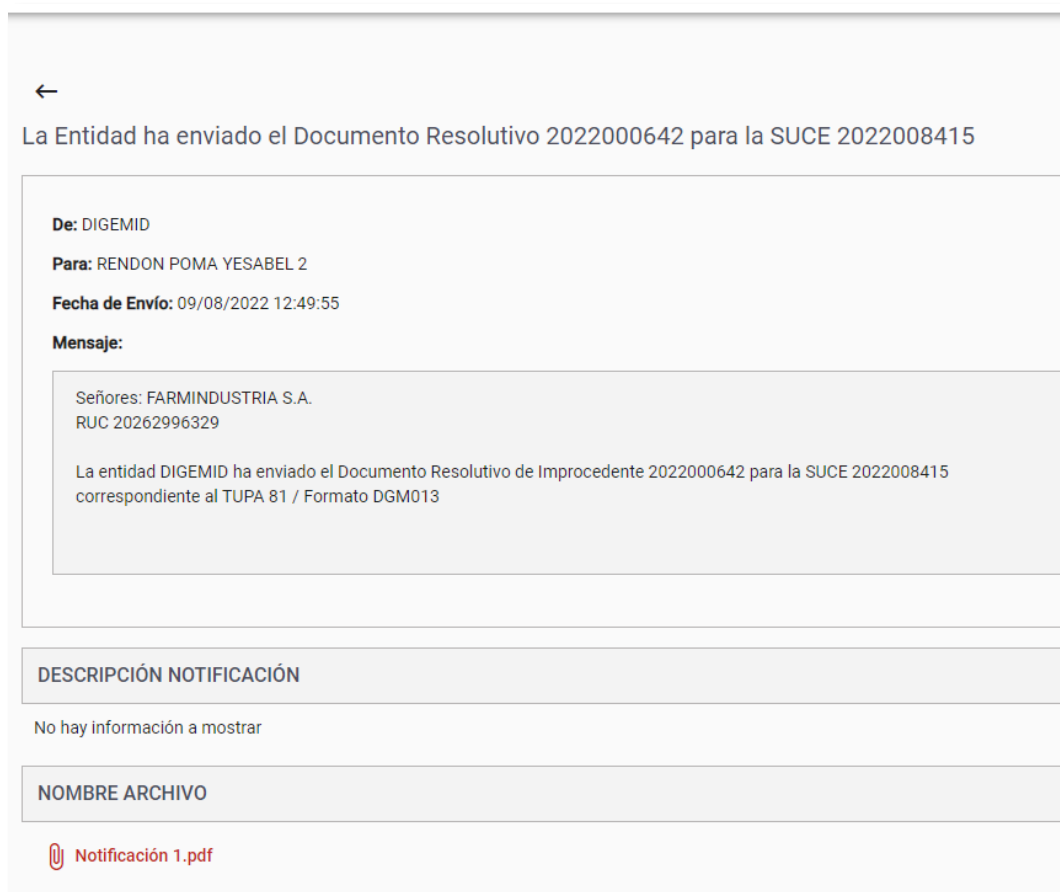 La Entidad ha enviado el Documento Resolutivo 2022000642 para la SUCE 2022008415
De: DIGEMID
Para: RENDON POMA YESABEL 2
Fecha de Envío: 09/08/2022 12:49:55
Mensaje:
Señores: FARMINDUSTRIA S.A.
RUC 20262996329
La entidad DIGEMID ha enviado el Documento Resolutivo de Improcedente 2022000642 para la SUCE 2022008415
correspondiente al TUPA 81 / Formato DGM013
DESCRIPCIÓN NOTIFICACIÓN
No hay información a mostrar
NOMBRE ARCHIVO
Notificación 1.pdf